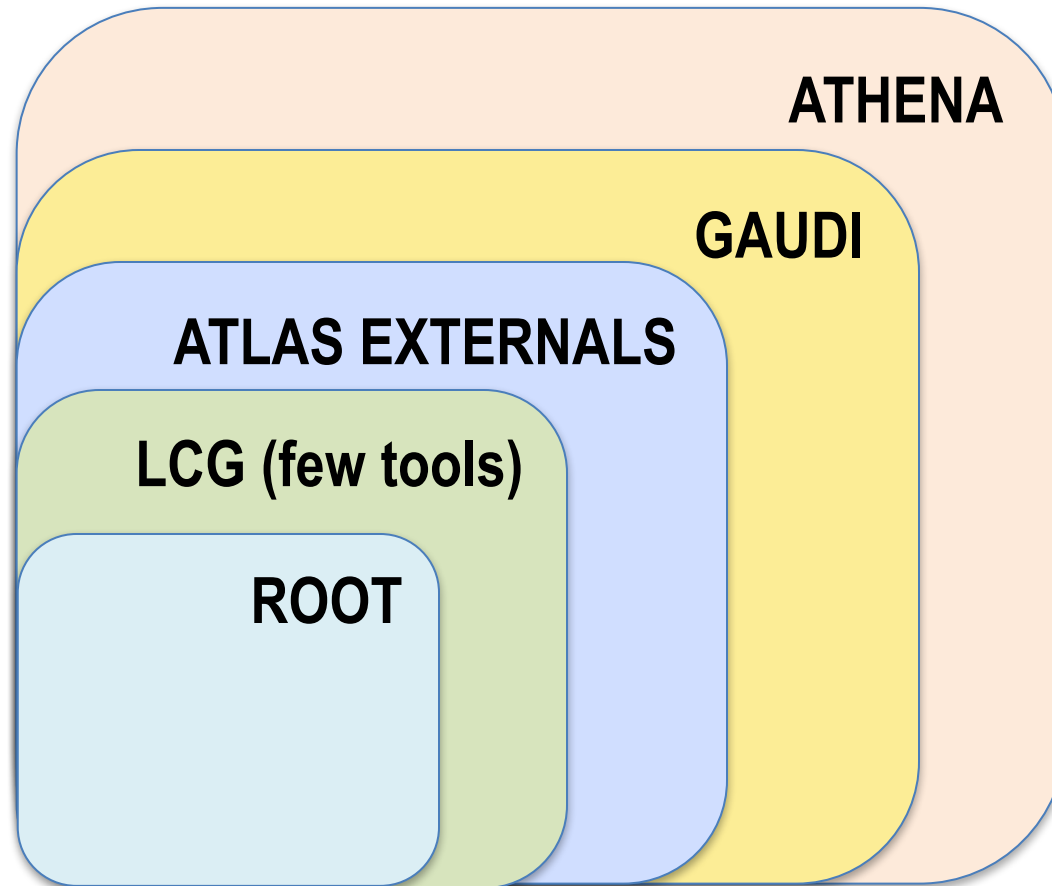 ATHENA
GAUDI
ATLAS EXTERNALS
LCG (few tools)
ROOT